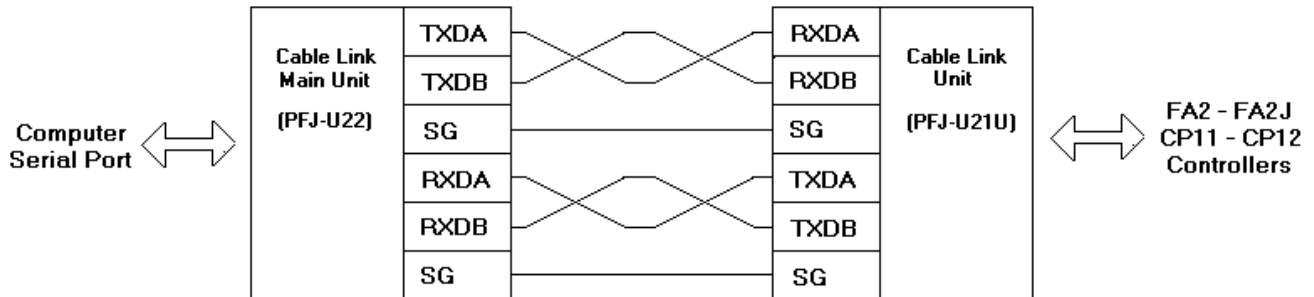 Computer
Serial Port
Cable Link
Main Unit
(PFJ-U22)
TXDA
TXDB
SG
RXDA
RXDB
SG
RXDA
RXDB
SG
TXDA
TXDB
SG
Cable Link
Unit
(PFJ-U21U)
FA2 - FA2J
CP11 - CP12
Controllers